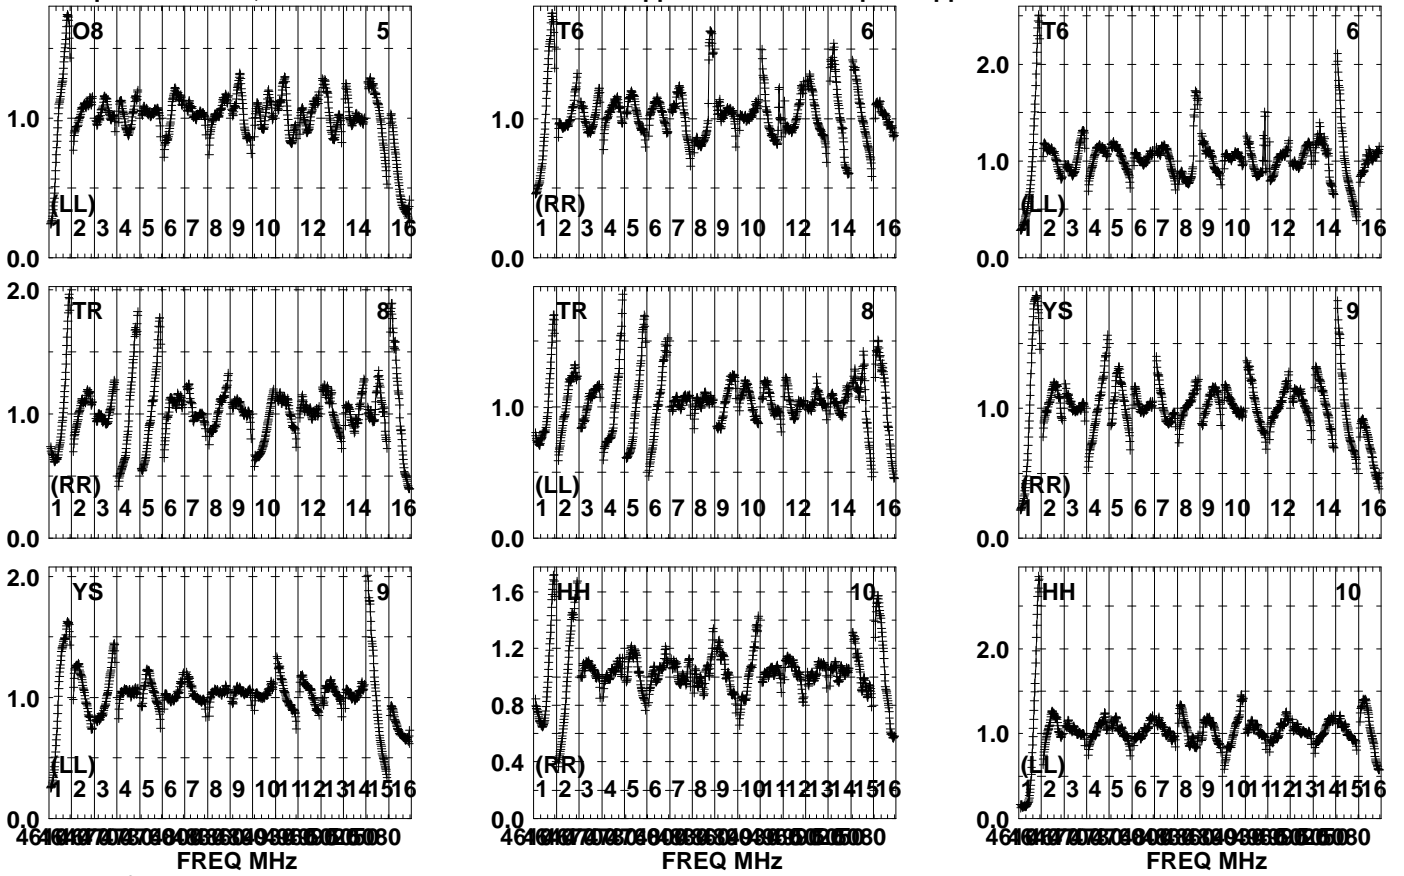 O8 5
1.0
(LL)
1 2 3 4 5 6 7 8 9 10 12 14 16
0.0
T6 6
1.0
(RR)
1 2 3 4 5 6 7 8 9 10 12 14 16
0.0
T6 6
2.0
1.0
(LL)
1 2 3 4 5 6 7 8 9 10 12 14 16
0.0
2.0
TR 8
1.0
(RR)
1 2 3 4 5 6 7 8 9 10 12 14 16
0.0
TR 8
1.0
(LL)
1 2 3 4 5 6 7 8 9 10 12 14 16
0.0
YS 9
1.0
(RR)
1 2 3 4 5 6 7 8 9 10 12 14 16
0.0
2.0
YS 9
1.0
(LL)
1 2 3 4 5 6 7 8 9 10 11 12 13 14 15 16
0.0
FREQ MHz
1.6
HH 10
1.2
0.8
0.4
(RR)
1 2 3 4 5 6 7 8 9 10 11 12 13 14 15 16
0.0
FREQ MHz
HH 10
2.0
1.0
(LL)
1 2 3 4 5 6 7 8 9 10 11 12 13 14 15 16
0.0
FREQ MHz